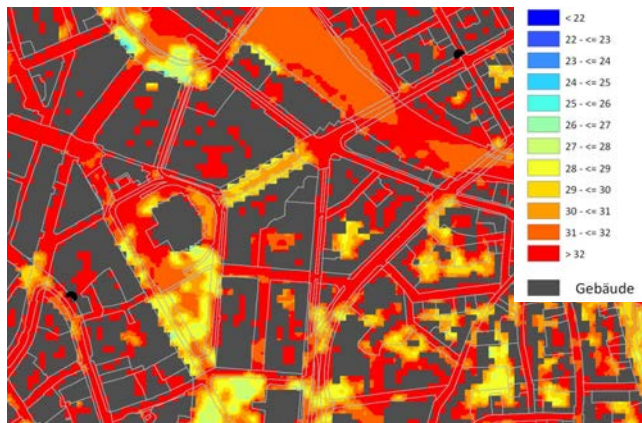 < 22
22 - <= 23
23 - <= 24
24 - <= 25
25 - <= 26
26 - <= 27
27 - <= 28
28 - <= 29
29 - <= 30
30 - <= 31
31 - <= 32
> 32
Gebäude